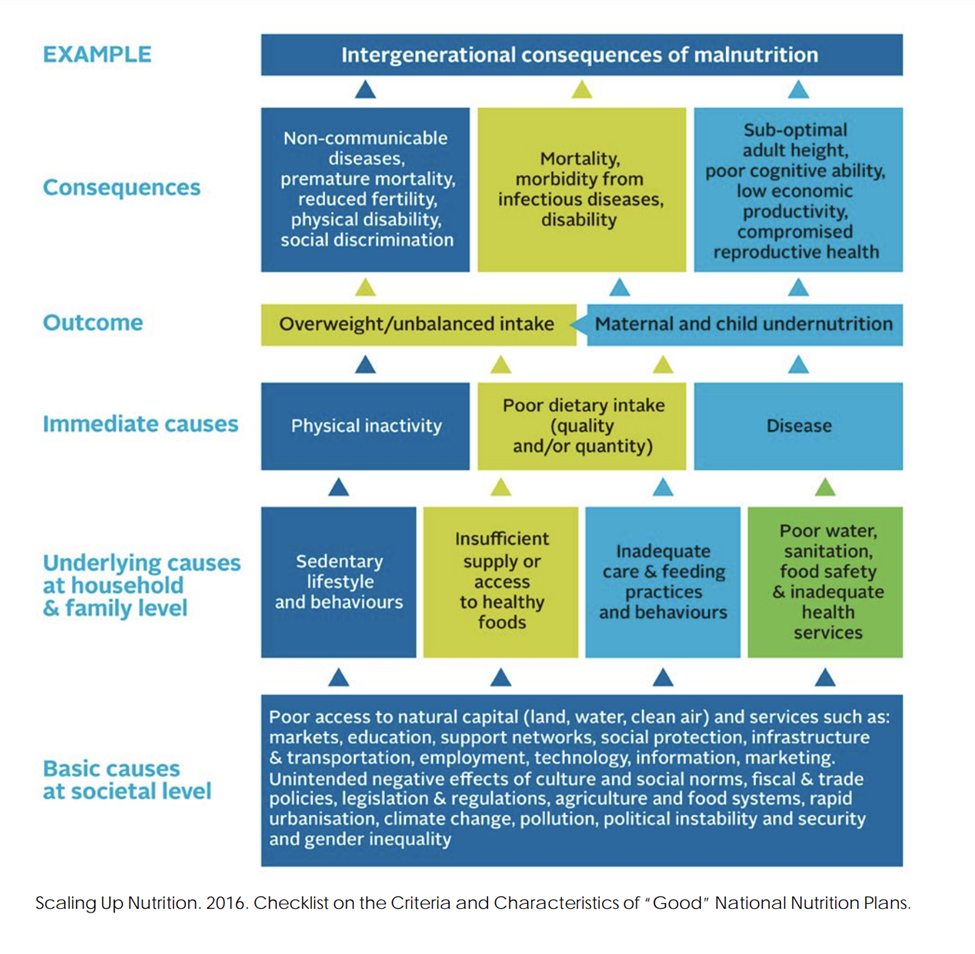 EXAMPLE
Intergenerational consequences of malnutrition
Consequences
Non-communicable
diseases,
premature mortality,
reduced fertility,
physical disability,
social discrimination
Mortality,
morbidity from
infectious diseases,
disability
Sub-optimal
adult height,
poor cognitive ability,
low economic
productivity,
compromised
reproductive health
Outcome
Overweight/unbalanced intake
Maternal and child undernutrition
Immediate causes
Physical inactivity
Poor dietary intake
(quality
and/or quantity)
Disease
Underlying causes
at household
& family level
Sedentary
lifestyle
and behaviours
Insufficient
supply or
access
to healthy
foods
Inadequate
care & feeding
practices
and behaviours
Poor water,
sanitation,
food safety
& inadequate
health
services
Basic causes
at societal level
Poor access to natural capital (land, water, clean air) and services such as:
markets, education, support networks, social protection, infrastructure
& transportation, employment, technology, information, marketing.
Unintended negative effects of culture and social norms, fiscal & trade
policies, legislation & regulations, agriculture and food systems, rapid
urbanisation, climate change, pollution, political instability and security
and gender inequality
Scaling Up Nutrition. 2016. Checklist on the Criteria and Characteristics of “Good” National Nutrition Plans.